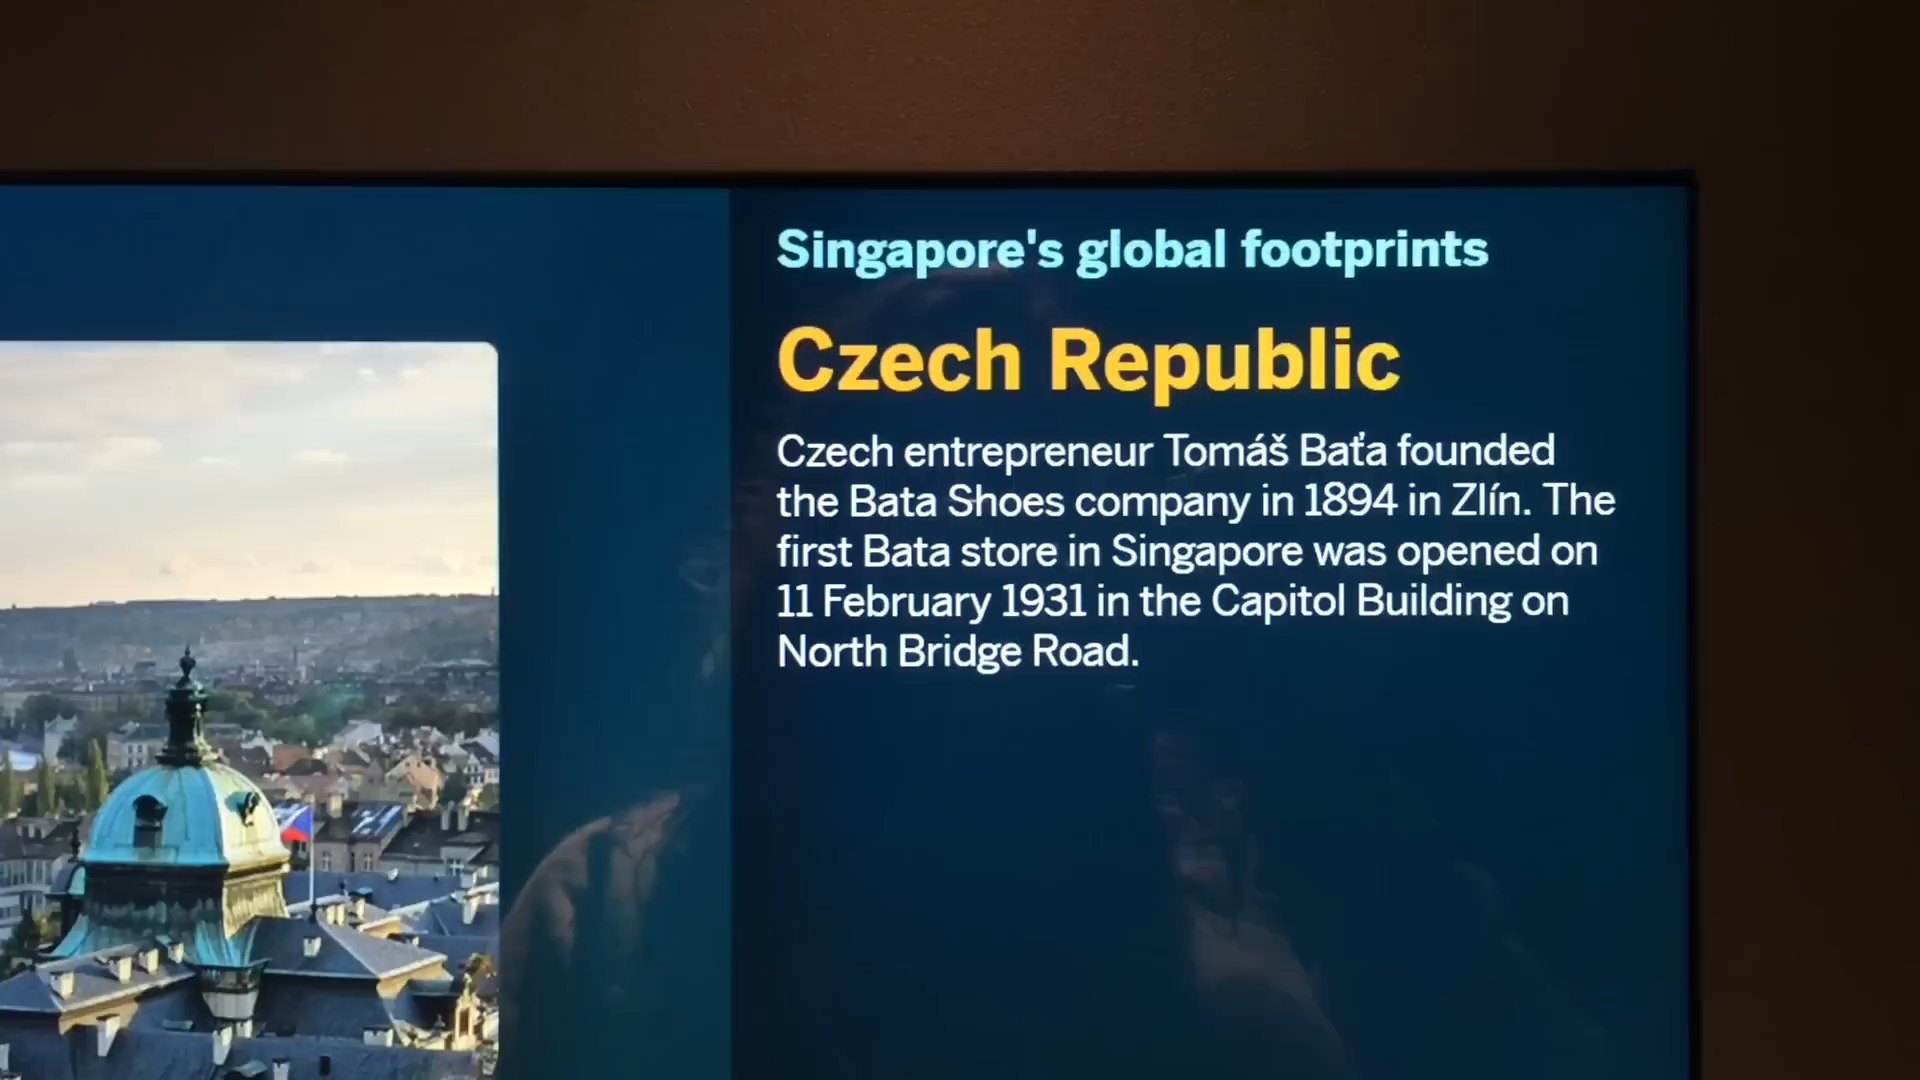 Singapore's global footprints
Czech Republic
Czech entrepreneur Tomáš Baťa founded
the Bata Shoes company in 1894 in Zlín. The
first Bata store in Singapore was opened on
11 February 1931 in the Capitol Building on
North Bridge Road.